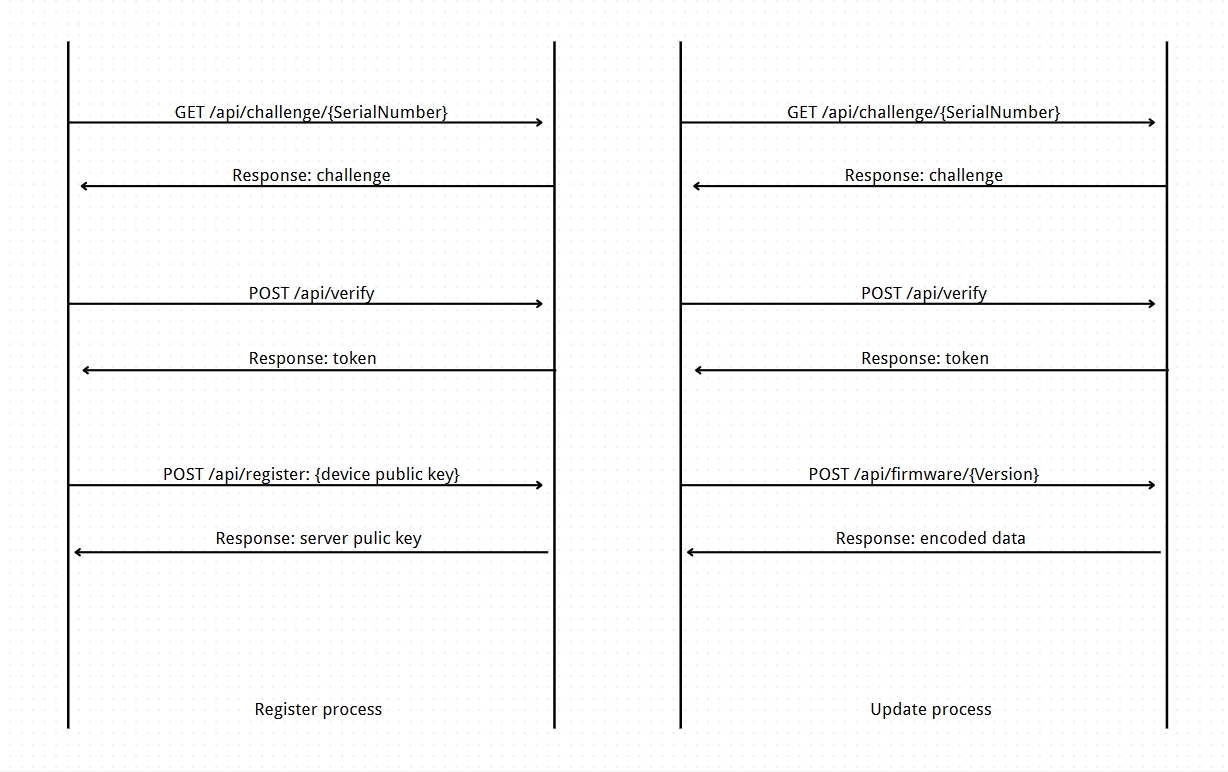 GET /api/challenge/{SerialNumber}
Response: challenge
POST /api/verify
Response: token
POST /api/register: {device public key}
Response: server pulic key
Register process
GET /api/challenge/{SerialNumber}
Response: challenge
POST /api/verify
Response: token
POST /api/firmware/{Version}
Response: encoded data
Update process